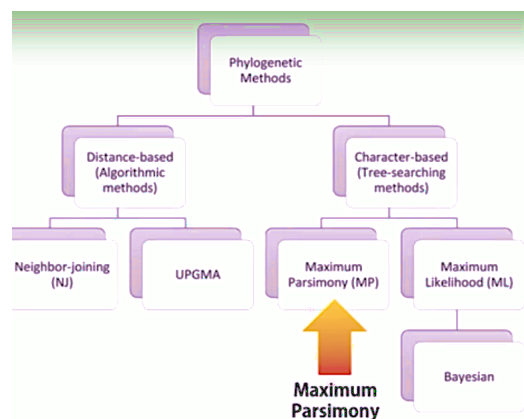 Phylogenetic
Methods
Distance-based
(Algorithmic
methods)
Character-based
(Tree-searching
methods)
Neighbor-joining
(NJ)
UPGMA
Maximum
Parsimony (MP)
Maximum
Likelihood (ML)
Bayesian
Maximum
Parsimony